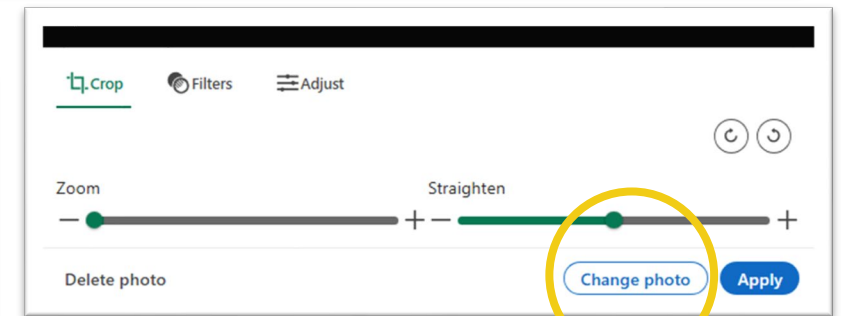 Crop Filters Adjust
Zoom Straighten
Delete photo Change photo Apply